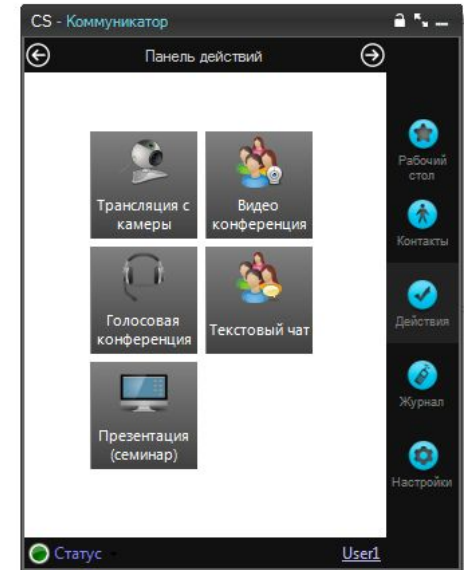 CS - Коммуникатор
Панель действий
Трансляция с
камеры
Видео
конференция
Голосовая
конференция
Текстовый чат
Презентация
(семинар)
Рабочий
стол
Контакты
Действия
Журнал
Настройки
Статус
User1